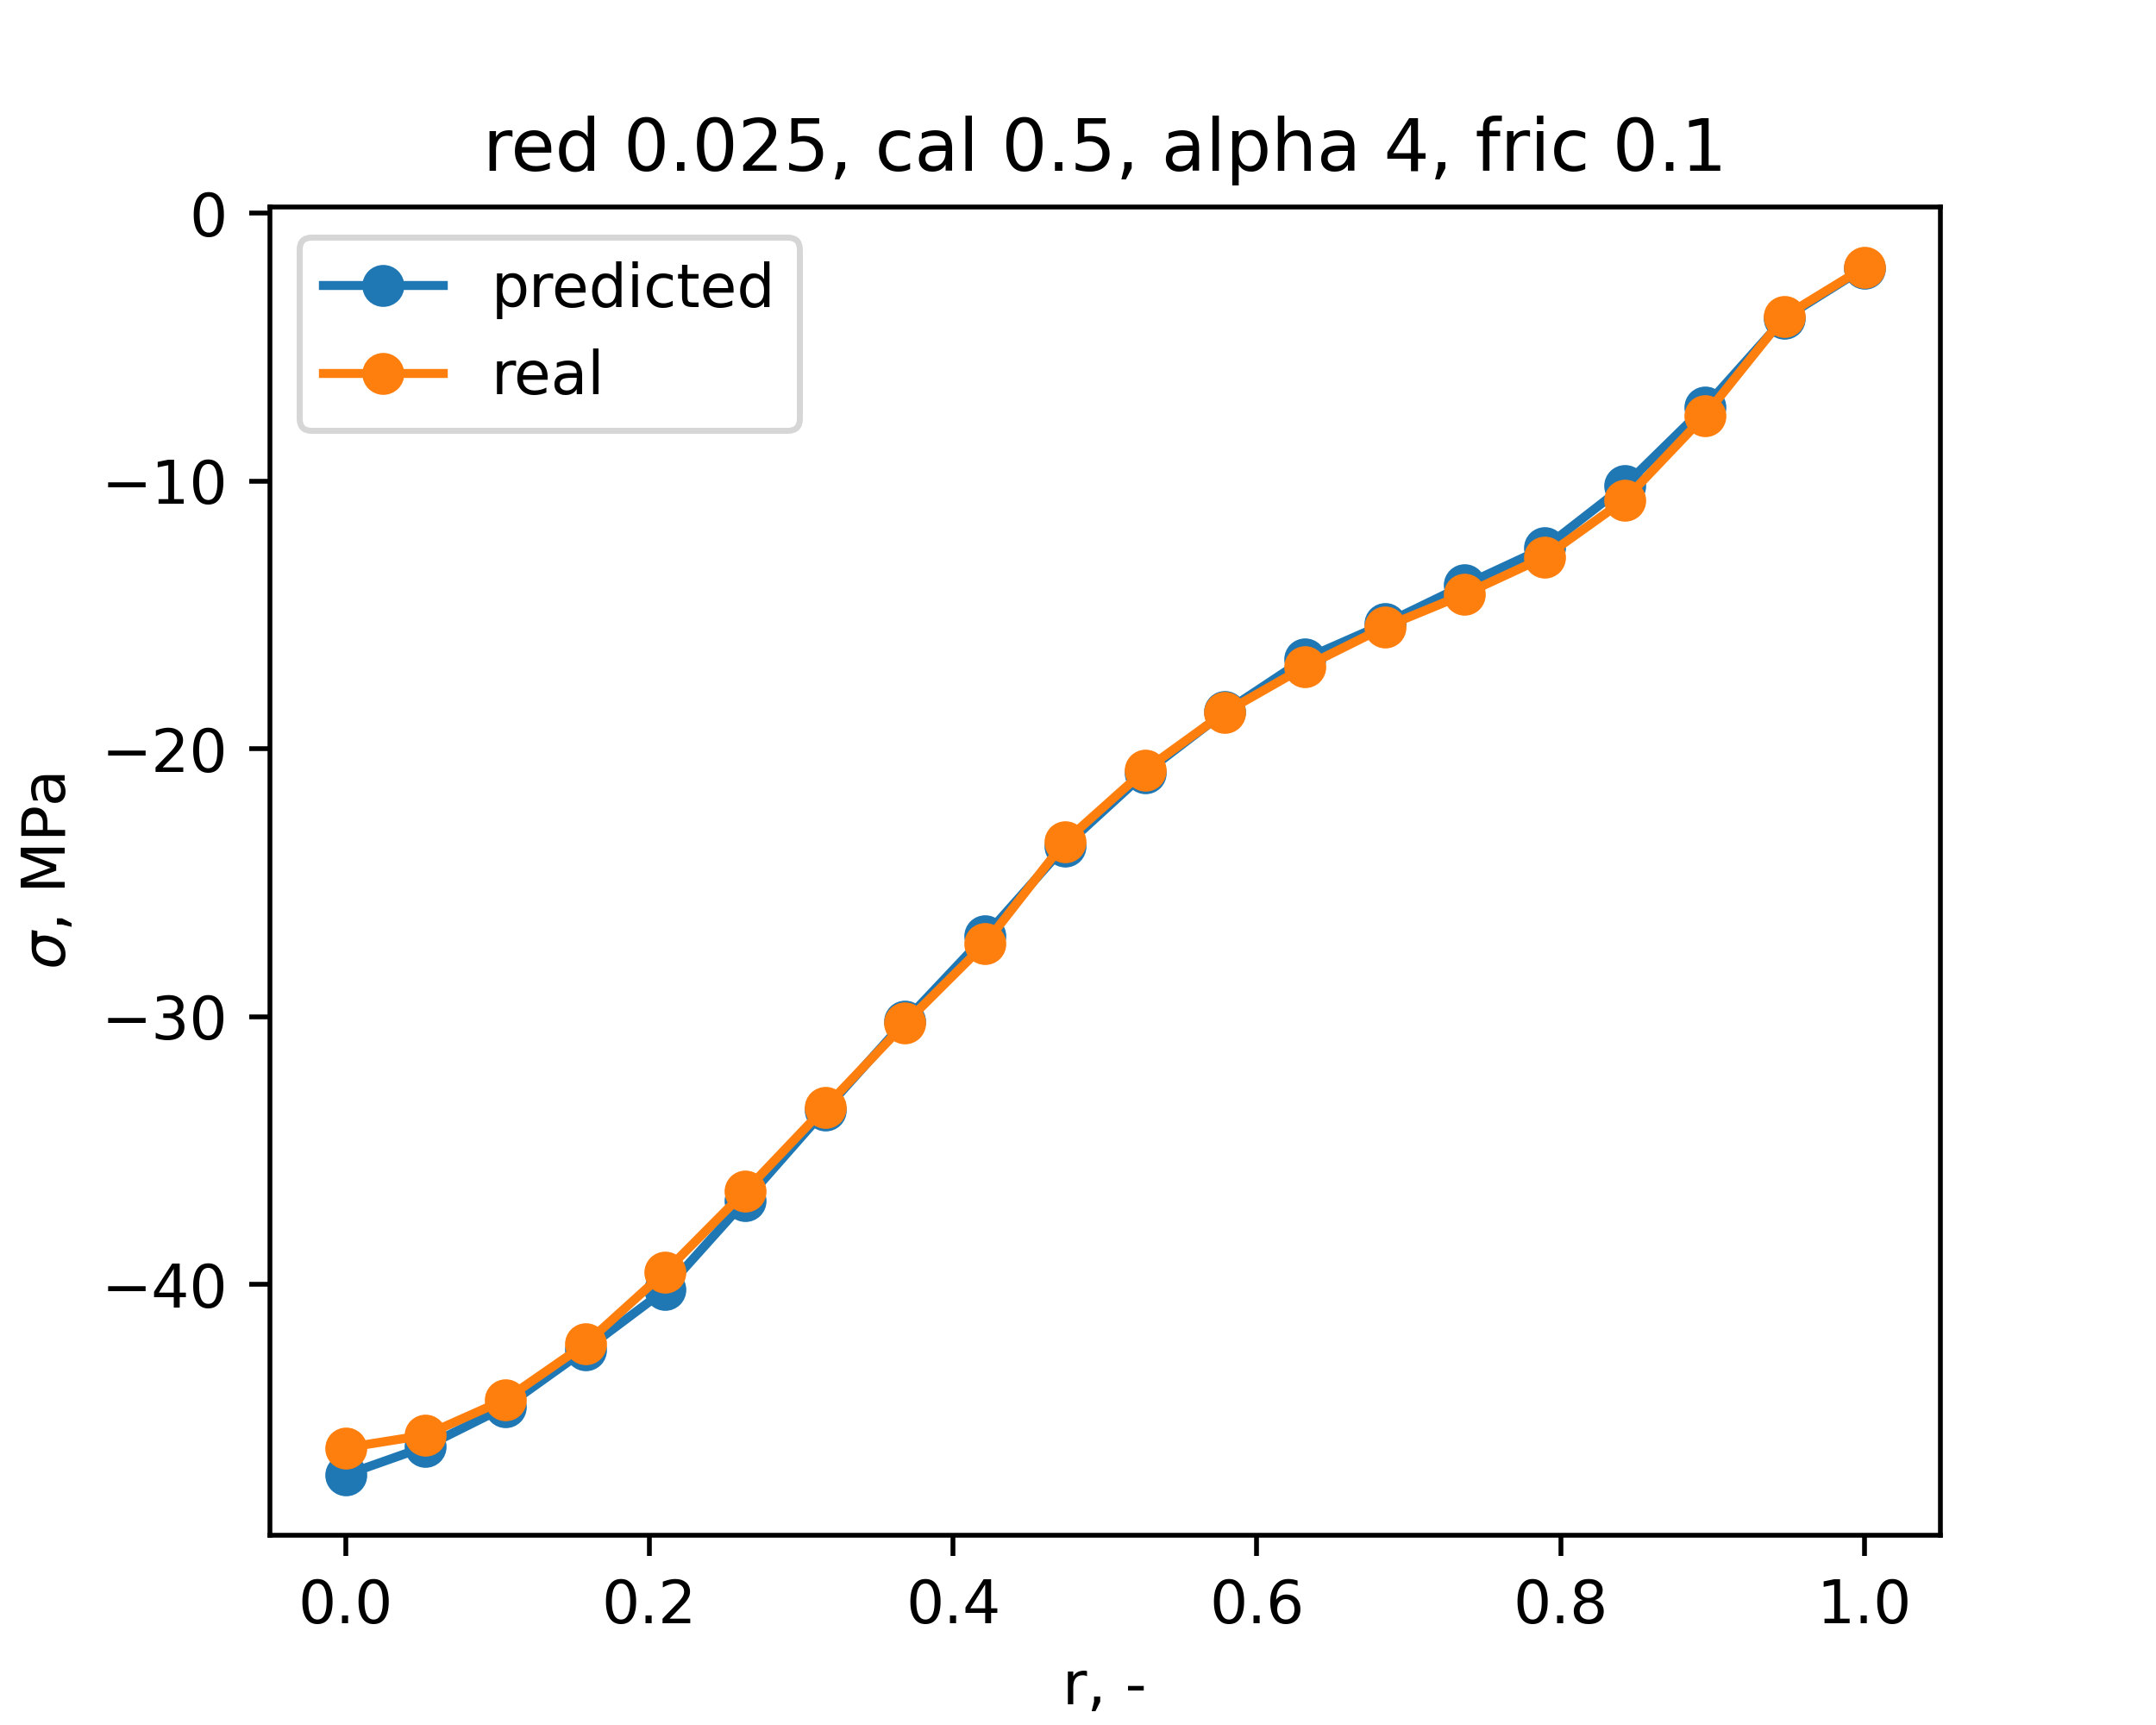 red 0.025, cal 0.5, alpha 4, fric 0.1
predicted
real
0
−10
−20
−30
−40
σ, MPa
0.0 0.2 0.4 0.6 0.8 1.0
r, -